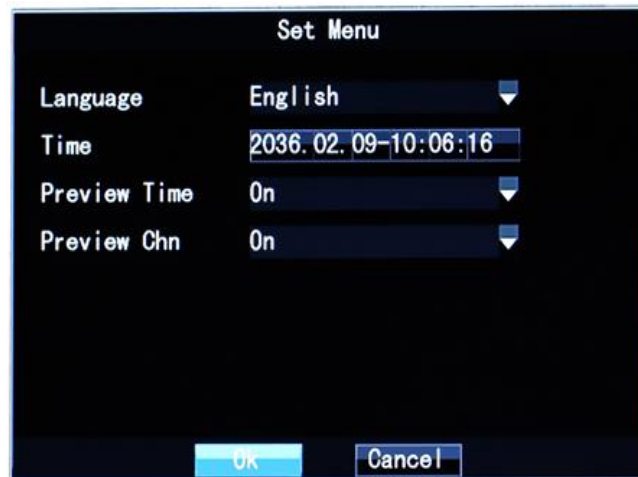 Set Menu
Language English
Time 2036.02.09-10:06:16
Preview Time On
Preview Chn On
Ok Cancel